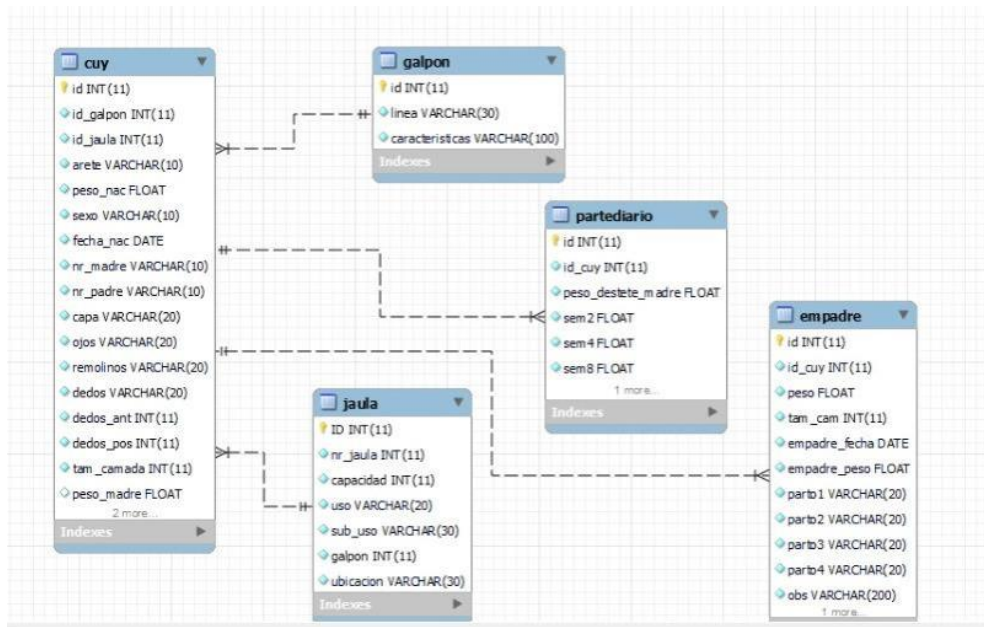 cuy
id INT(11)
id_galpon INT(11)
id_jaula INT(11)
arete VARCHAR(10)
peso_nac FLOAT
sexo VARCHAR(10)
fecha_nac DATE
nr_madre VARCHAR(10)
nr_padre VARCHAR(10)
capa VARCHAR(20)
ojos VARCHAR(20)
remolinos VARCHAR(20)
dedos VARCHAR(20)
dedos_ant INT(11)
dedos_pos INT(11)
tam_camada INT(11)
peso_madre FLOAT
2 more...
Indexes
galpon
id INT(11)
linea VARCHAR(30)
caracteristicas VARCHAR(100)
Indexes
partediario
id INT(11)
id_cuy INT(11)
peso_destete_madre FLOAT
sem2 FLOAT
sem4 FLOAT
sem8 FLOAT
1 more...
Indexes
jaula
ID INT(11)
nr_jaula INT(11)
capacidad INT(11)
uso VARCHAR(20)
sub_uso VARCHAR(30)
galpon INT(11)
ubicacion VARCHAR(30)
Indexes
empadre
id INT(11)
id_cuy INT(11)
peso FLOAT
tam_cam INT(11)
empadre_fecha DATE
empadre_peso FLOAT
parto1 VARCHAR(20)
parto2 VARCHAR(20)
parto3 VARCHAR(20)
parto4 VARCHAR(20)
obs VARCHAR(200)
1 more...